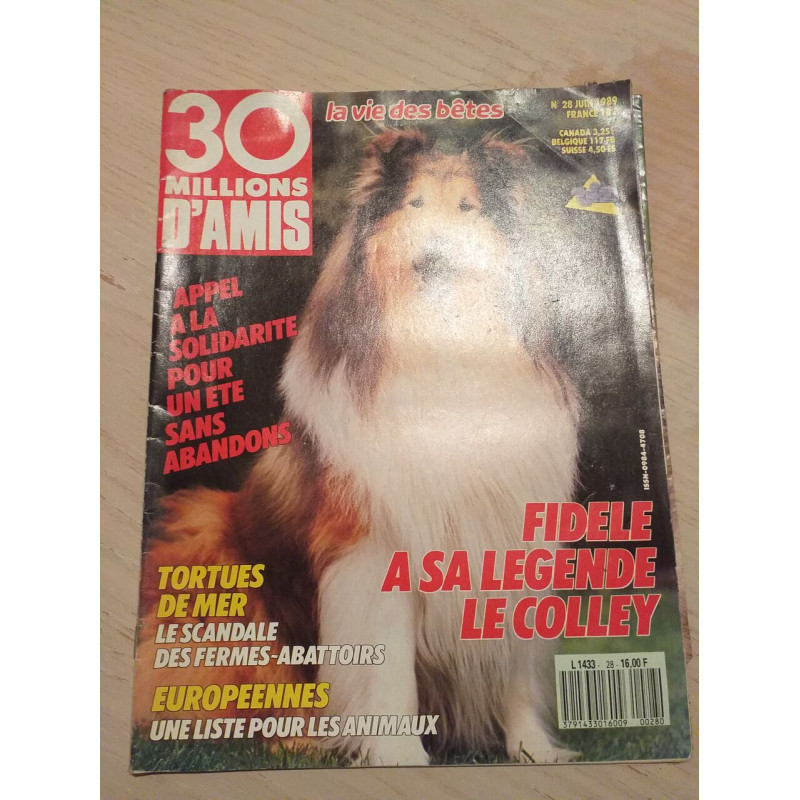 30
MILLIONS
D'AMIS
la vie des bêtes
N° 28 JUIN 1989
FRANCE
CANADA 3,25
BELGIQUE 117 FB
SUISSE 4,50 FS
APPEL
A LA
SOLIDARITE
POUR
UN ETE
SANS
ABANDONS
ISSN-0984-4708
FIDELE
A SA LEGENDE
LE COLLEY
TORTUES
DE MER
LE SCANDALE
DES FERMES-ABATTOIRS
EUROPEENNES
UNE LISTE POUR LES ANIMAUX
L 1433 - 28 - 16,00 F
3791433016009 00280